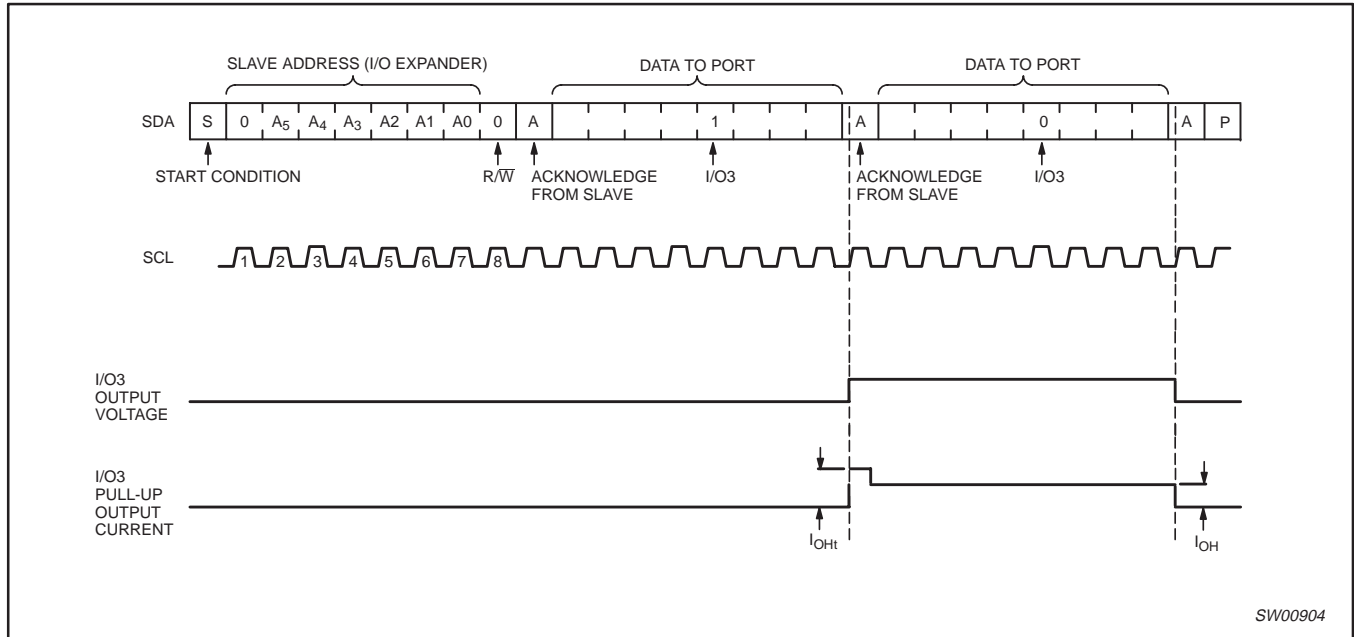 SLAVE ADDRESS (I/O EXPANDER) DATA TO PORT DATA TO PORT
SDA S 0 A5 A4 A3 A2 A1 A0 0 A 1 A 0 A P
START CONDITION R/W ACKNOWLEDGE FROM SLAVE I/O3 ACKNOWLEDGE FROM SLAVE I/O3
SCL 1 2 3 4 5 6 7 8
I/O3
OUTPUT
VOLTAGE
I/O3
PULL-UP
OUTPUT
CURRENT
IOHt IOH
SW00904